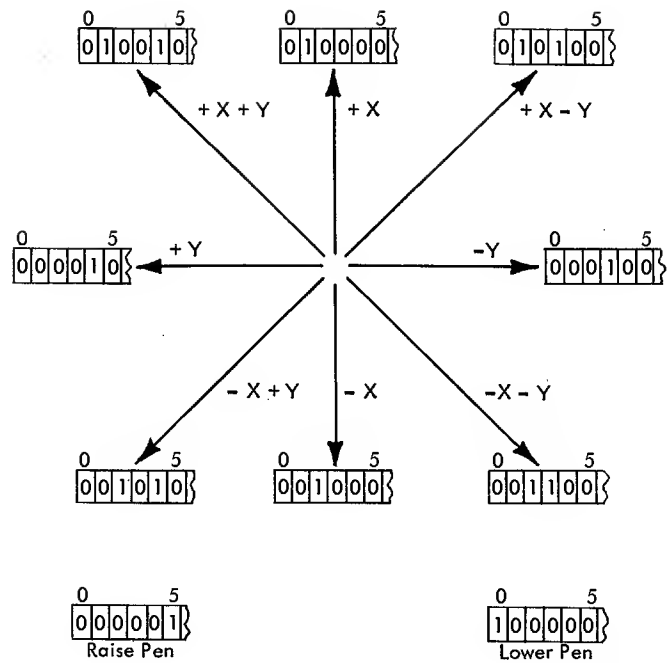 0 5 0 5 0 5
010010 010000 010100
+ X + Y + X + X - Y
0 5 0 5
000010 + Y -Y 000100
- X + Y - X -X - Y
0 5 0 5 0 5
001010 001000 001100
0 5 0 5
000001 100000
Raise Pen Lower Pen